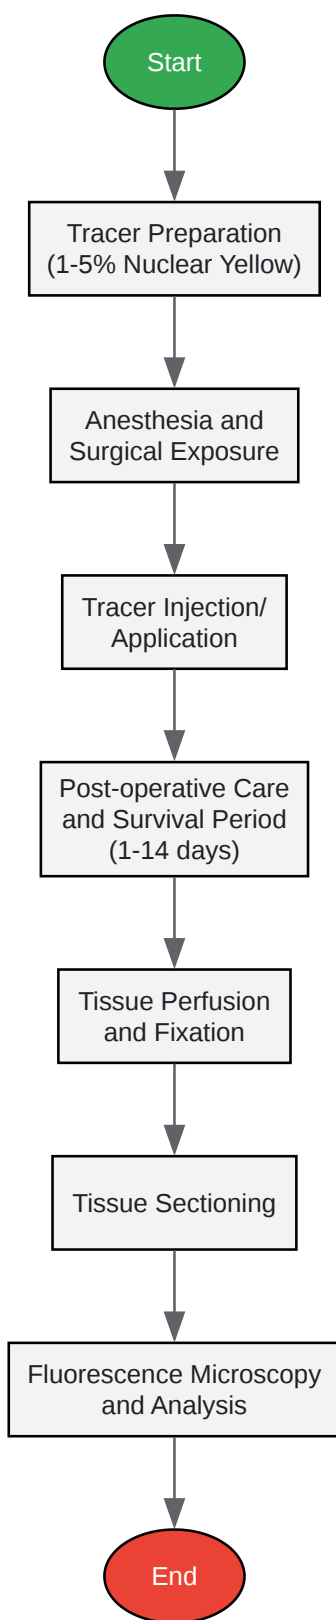 Start
Tracer Preparation
(1-5% Nuclear Yellow)
Anesthesia and
Surgical Exposure
Tracer Injection/
Application
Post-operative Care
and Survival Period
(1-14 days)
Tissue Perfusion
and Fixation
Tissue Sectioning
Fluorescence Microscopy
and Analysis
End